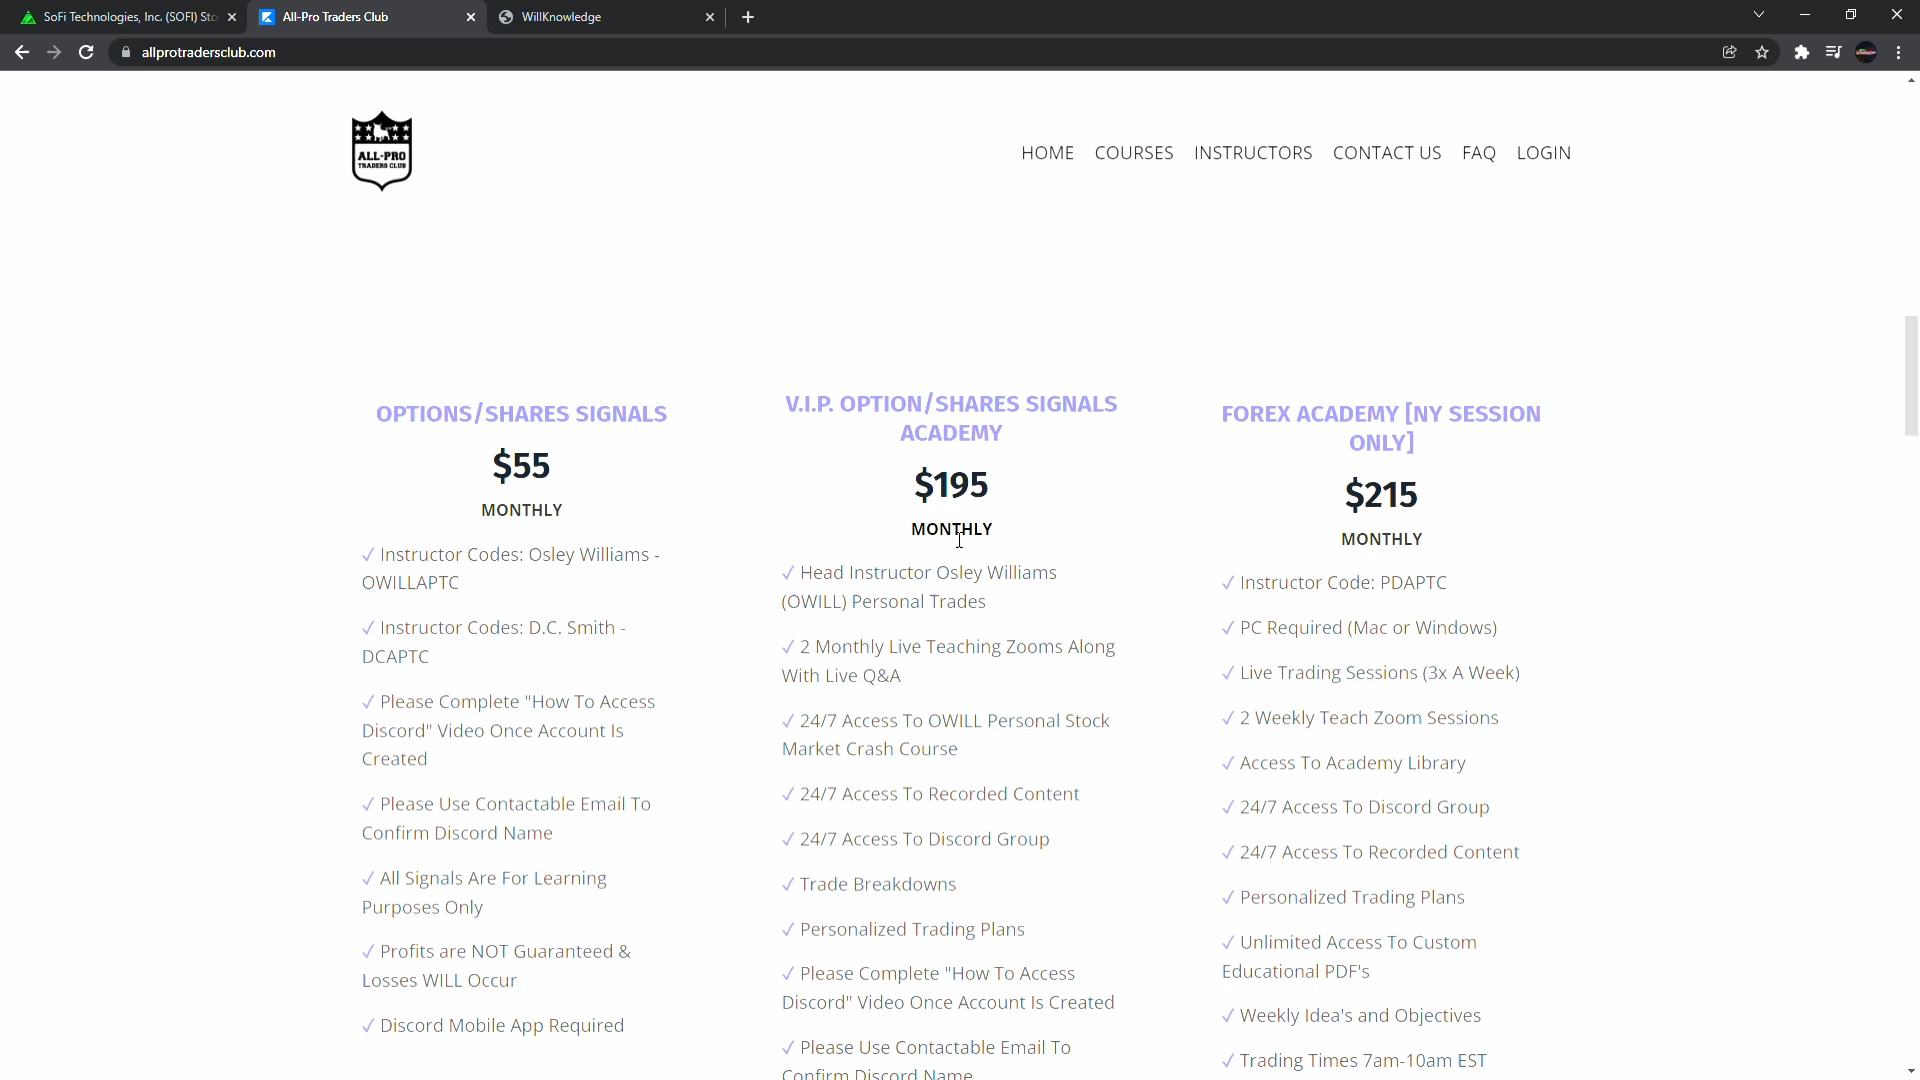 SoFi Technologies, Inc. (SOFI) Sto
All-Pro Traders Club
WillKnowledge
allprotradersclub.com
ALL-PRO
TRADERS CLUB
HOME COURSES INSTRUCTORS CONTACT US FAQ LOGIN
OPTIONS/SHARES SIGNALS
$55
MONTHLY
✓ Instructor Codes: Osley Williams -
OWILLAPTC
✓ Instructor Codes: D.C. Smith -
DCAPTC
✓ Please Complete "How To Access
Discord" Video Once Account Is
Created
✓ Please Use Contactable Email To
Confirm Discord Name
✓ All Signals Are For Learning
Purposes Only
✓ Profits are NOT Guaranteed &
Losses WILL Occur
✓ Discord Mobile App Required
V.I.P. OPTION/SHARES SIGNALS
ACADEMY
$195
MONTHLY
✓ Head Instructor Osley Williams
(OWILL) Personal Trades
✓ 2 Monthly Live Teaching Zooms Along
With Live Q&A
✓ 24/7 Access To OWILL Personal Stock
Market Crash Course
✓ 24/7 Access To Recorded Content
✓ 24/7 Access To Discord Group
✓ Trade Breakdowns
✓ Personalized Trading Plans
✓ Please Complete "How To Access
Discord" Video Once Account Is Created
✓ Please Use Contactable Email To
Confirm Discord Name
FOREX ACADEMY [NY SESSION
ONLY]
$215
MONTHLY
✓ Instructor Code: PDAPTC
✓ PC Required (Mac or Windows)
✓ Live Trading Sessions (3x A Week)
✓ 2 Weekly Teach Zoom Sessions
✓ Access To Academy Library
✓ 24/7 Access To Discord Group
✓ 24/7 Access To Recorded Content
✓ Personalized Trading Plans
✓ Unlimited Access To Custom
Educational PDF's
✓ Weekly Idea's and Objectives
✓ Trading Times 7am-10am EST